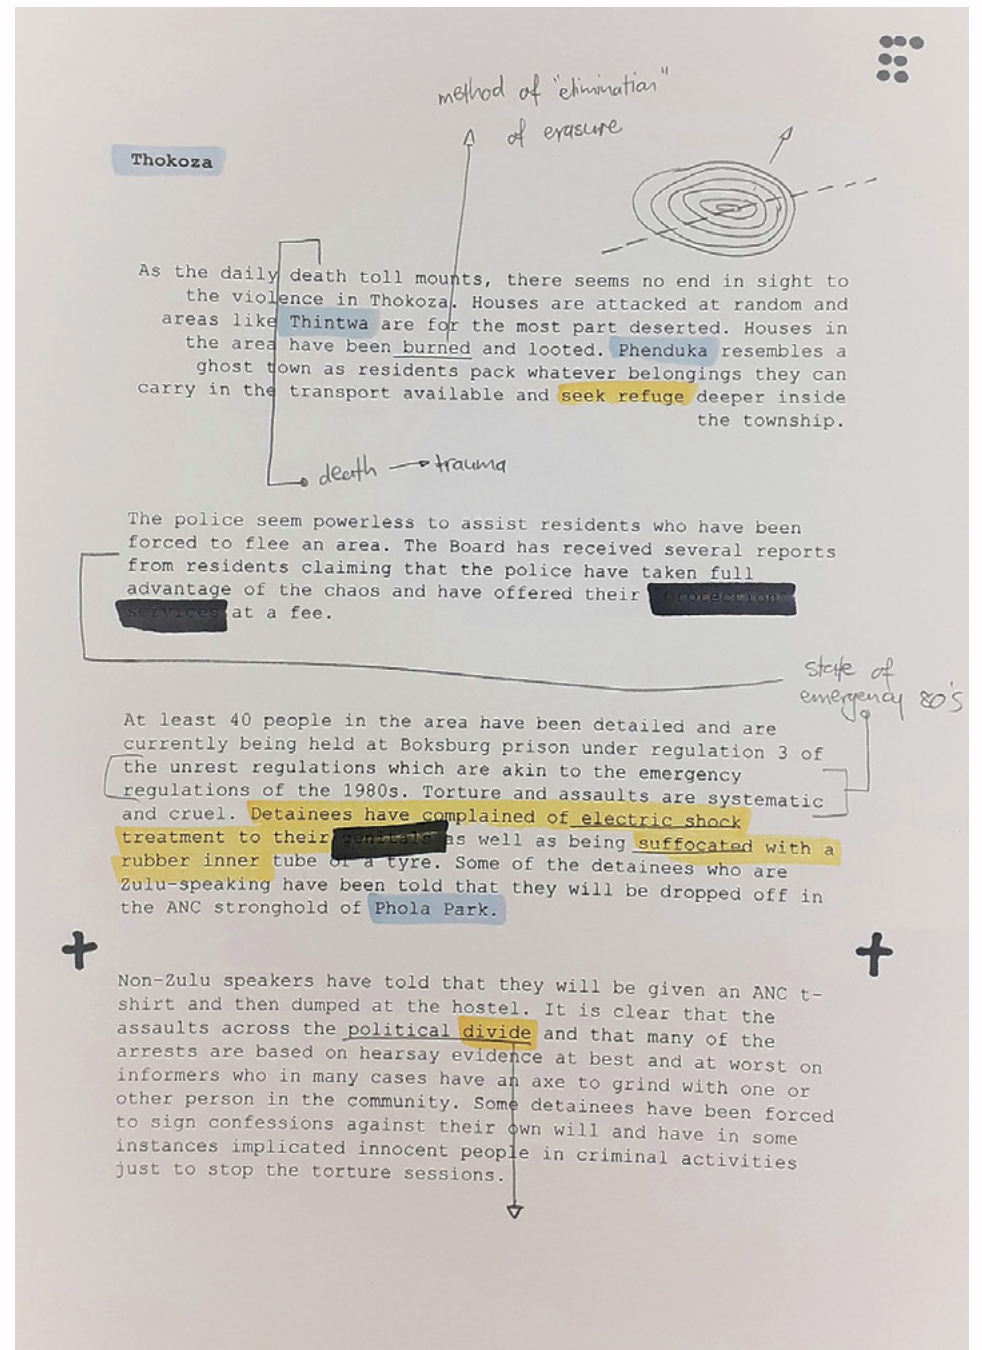 method of "elimination"
of erasure
Thokoza
As the daily death toll mounts, there seems no end in sight to
the violence in Thokoza. Houses are attacked at random and
areas like Thintwa are for the most part deserted. Houses in
the area have been burned and looted. Phenduka resembles a
ghost town as residents pack whatever belongings they can
carry in the transport available and seek refuge deeper inside
the township.
death → trauma
The police seem powerless to assist residents who have been
forced to flee an area. The Board has received several reports
from residents claiming that the police have taken full
advantage of the chaos and have offered their protection
services at a fee.
state of
emergency 80's
At least 40 people in the area have been detailed and are
currently being held at Boksburg prison under regulation 3 of
the unrest regulations which are akin to the emergency
regulations of the 1980s. Torture and assaults are systematic
and cruel. Detainees have complained of electric shock
treatment to their genitals as well as being suffocated with a
rubber inner tube of a tyre. Some of the detainees who are
Zulu-speaking have been told that they will be dropped off in
the ANC stronghold of Phola Park.
Non-Zulu speakers have told that they will be given an ANC t-
shirt and then dumped at the hostel. It is clear that the
assaults across the political divide and that many of the
arrests are based on hearsay evidence at best and at worst on
informers who in many cases have an axe to grind with one or
other person in the community. Some detainees have been forced
to sign confessions against their own will and have in some
instances implicated innocent people in criminal activities
just to stop the torture sessions.